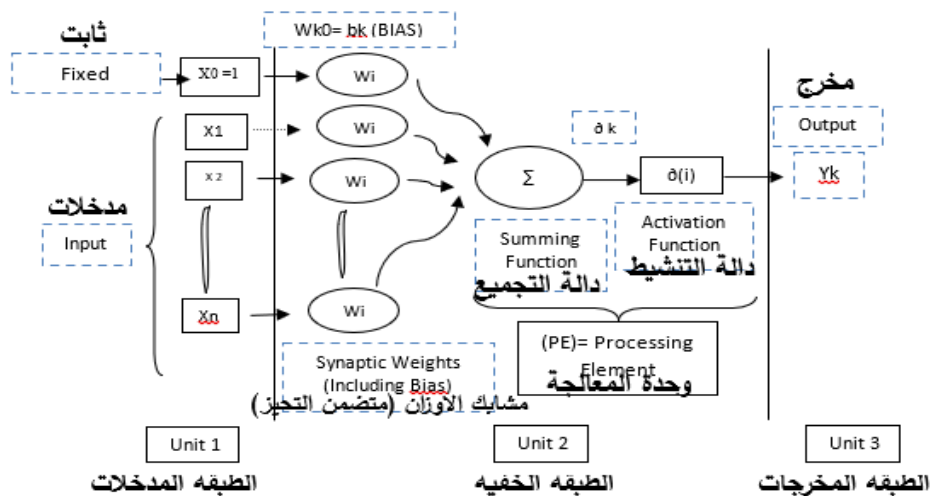 Wk0= bk (BIAS)
ثابت
Fixed
X0 =1
Wi
مخرج
Output
X1
Wi
∂ k
X 2
Wi
Σ
∂(i)
Yk
مدخلات
Input
Summing
Function
دالة التجميع
Activation
Function
دالة التنشيط
Xn
Wi
(PE)= Processing
Element
وحدة المعالجة
Synaptic Weights
(Including Bias)
مشابك الاوزان (متضمن التحيز)
Unit 1
Unit 2
Unit 3
الطبقه المدخلات
الطبقه الخفيه
الطبقه المخرجات